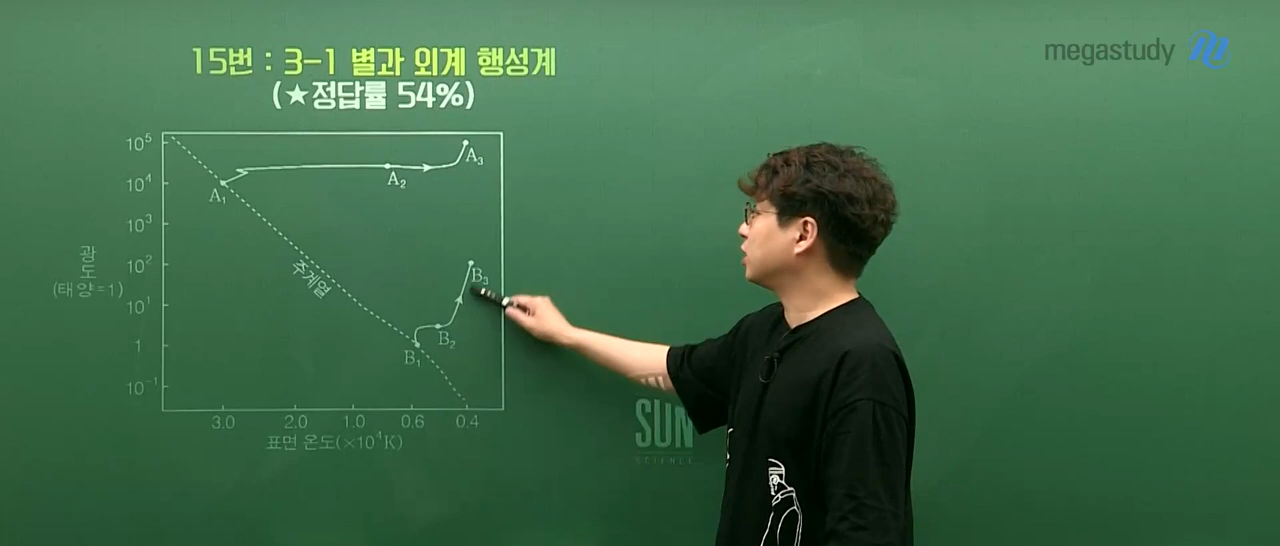 15번 : 3-1 별과 외계 행성계
(★정답률 54%)
megastudy
10⁵
10⁴
10³
10²
10¹
1
10⁻¹
광도
(태양=1)
A₁
A₂
A₃
주계열
B₁
B₂
B₃
3.0 2.0 1.0 0.6 0.4
표면 온도(×10⁴K)
SUN
SCIENCE